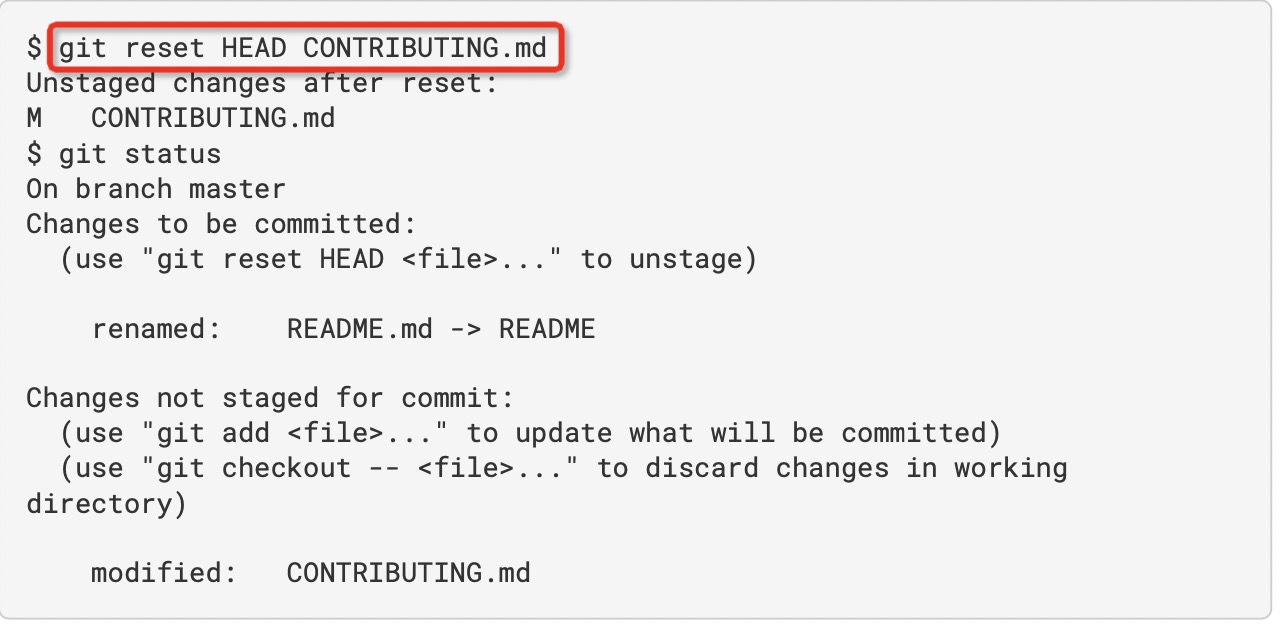 $ git reset HEAD CONTRIBUTING.md
Unstaged changes after reset:
M   CONTRIBUTING.md
$ git status
On branch master
Changes to be committed:
  (use "git reset HEAD <file>..." to unstage)

    renamed:    README.md -> README

Changes not staged for commit:
  (use "git add <file>..." to update what will be committed)
  (use "git checkout -- <file>..." to discard changes in working
directory)

    modified:   CONTRIBUTING.md